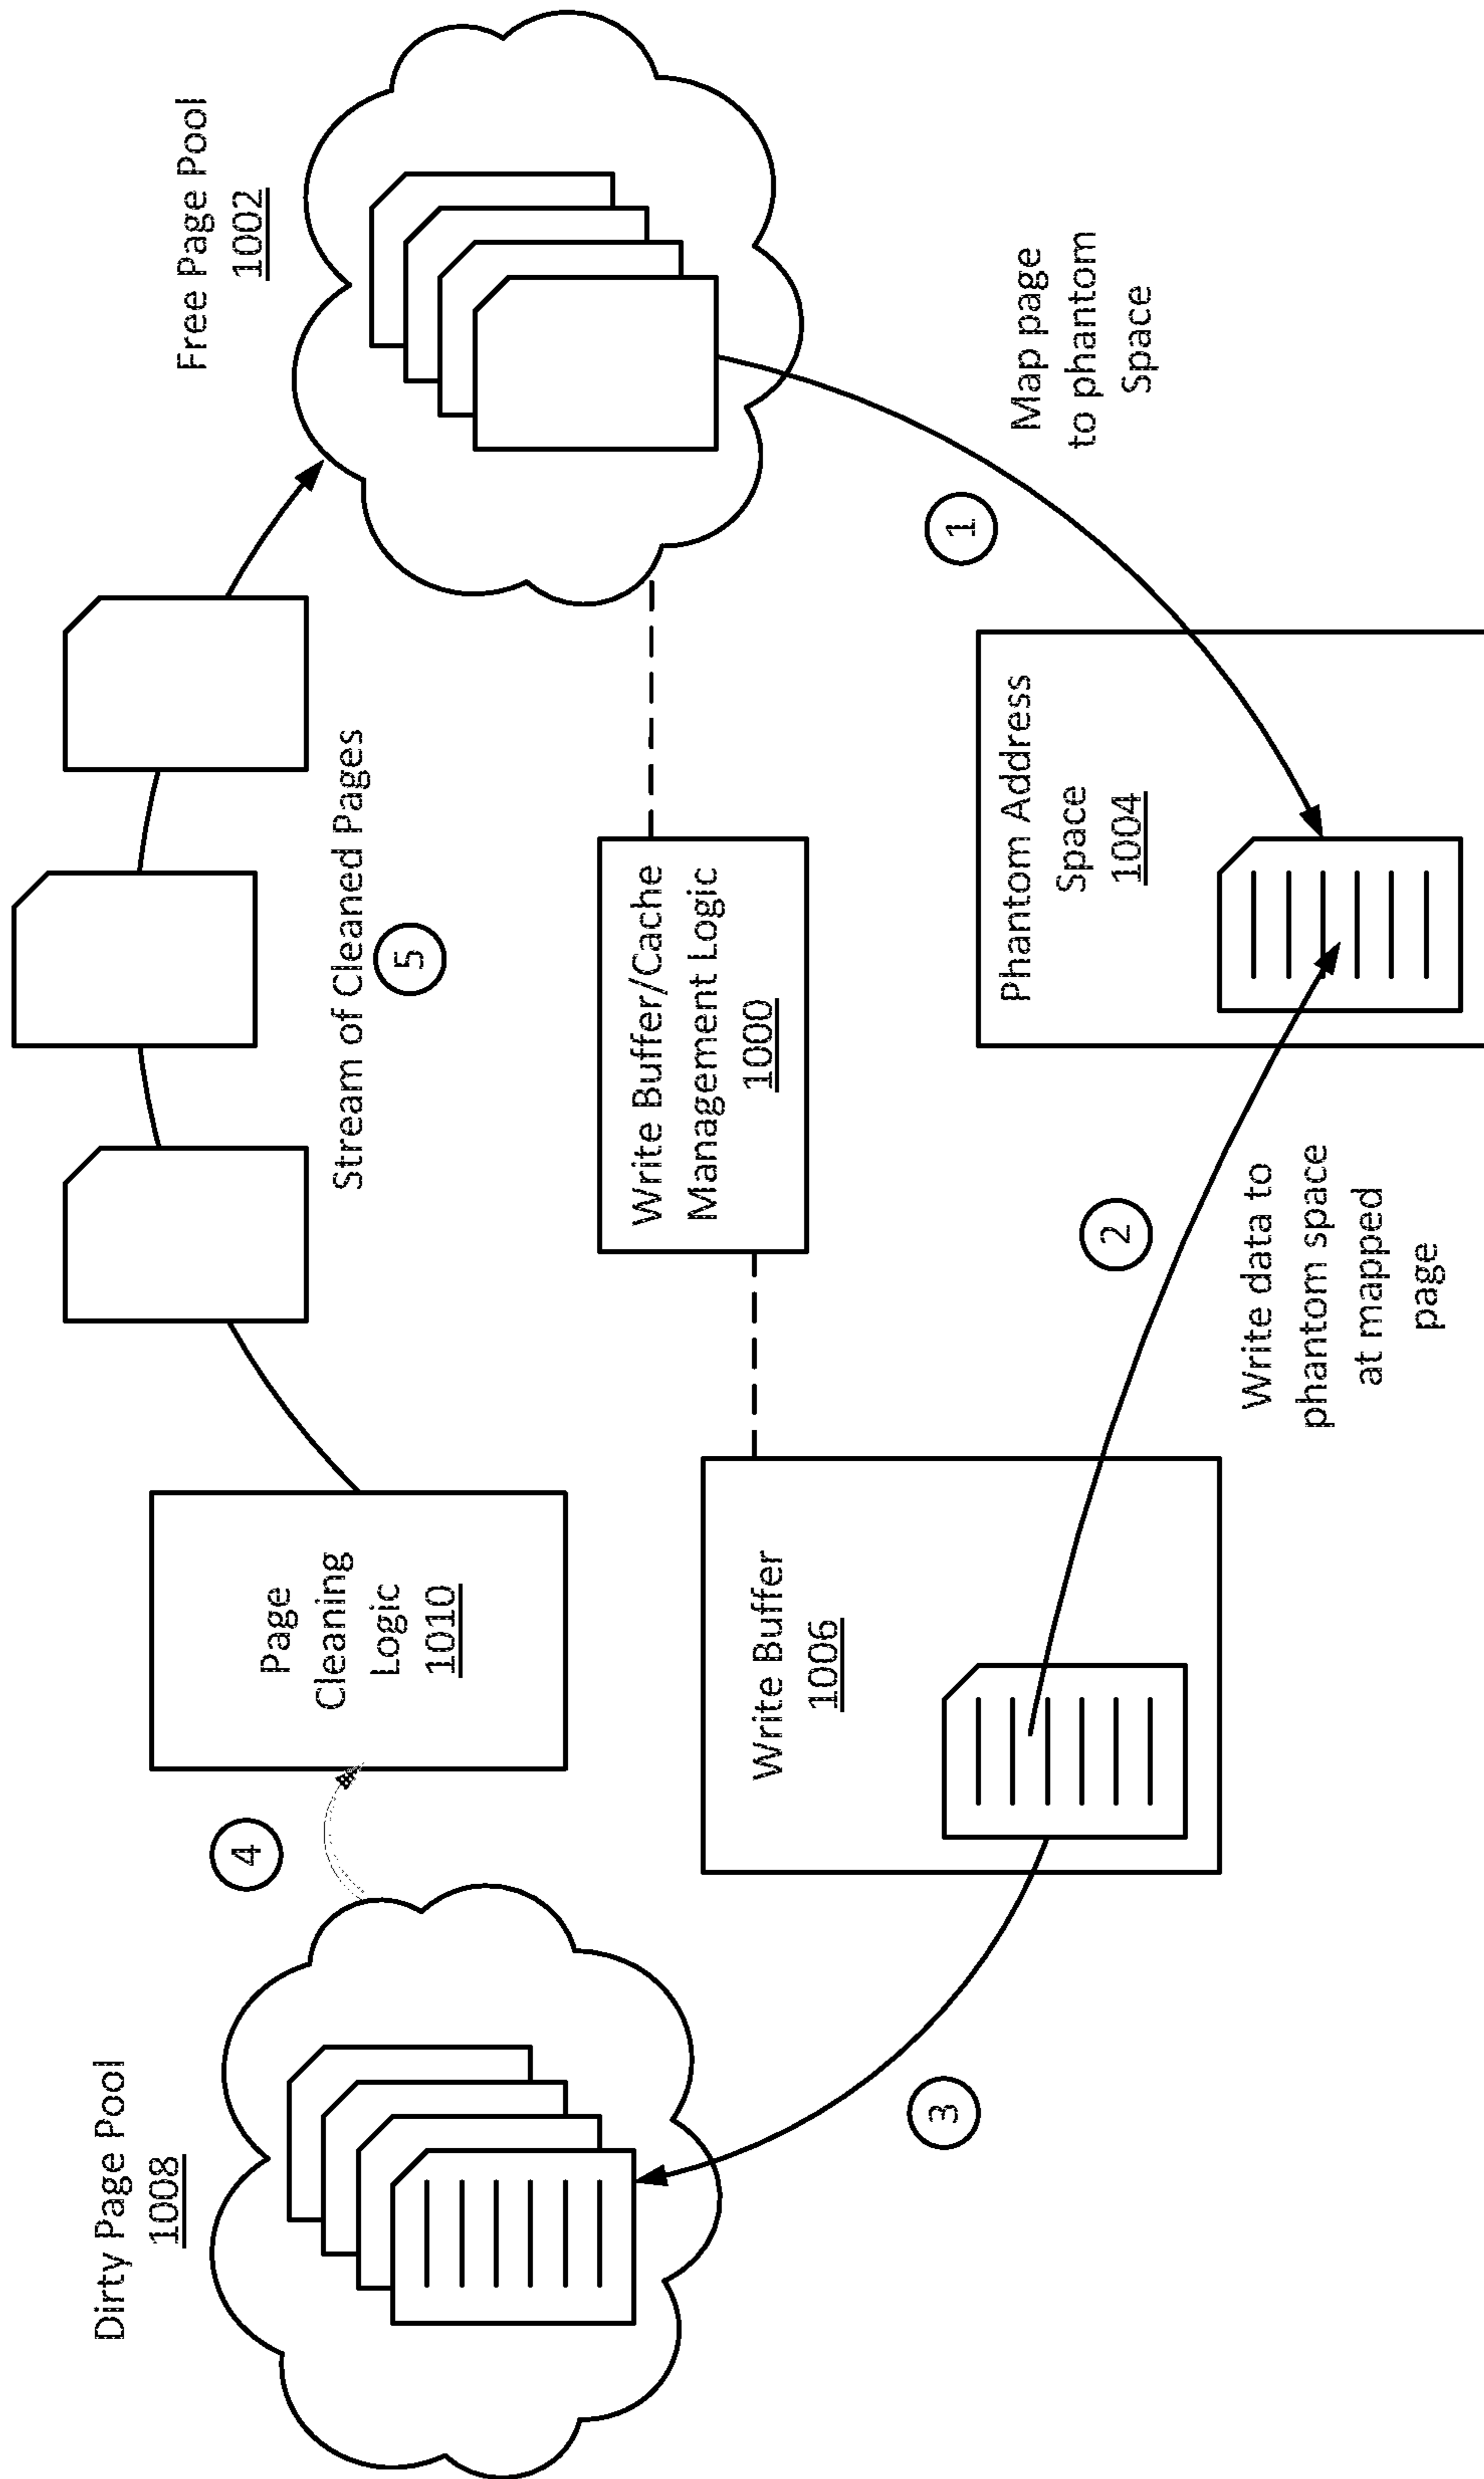 Dirty Page Pool
1008
4
Page
Cleaning
Logic
1010
Stream of Cleaned Pages
5
Free Page Pool
1002
Write Buffer/Cache
Management Logic
1000
3
Write Buffer
1006
2
Write data to
phantom space
at mapped
page
Phantom Address
Space
1004
1
Map page
to phantom
Space